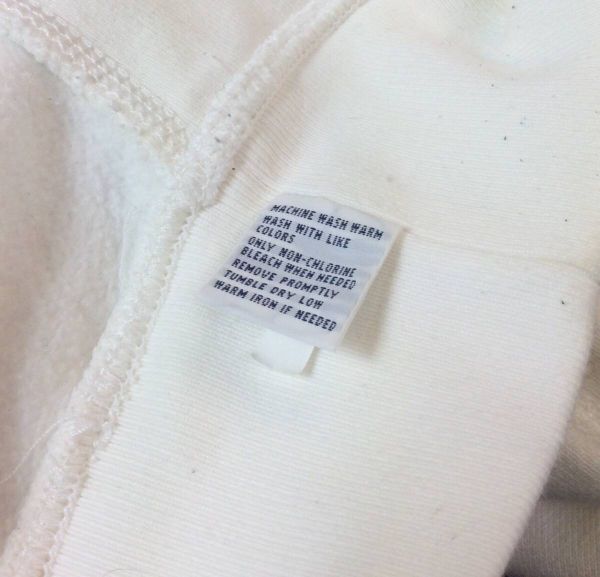 MACHINE WASH WARM
WASH WITH LIKE
COLORS
ONLY NON-CHLORINE
BLEACH WHEN NEEDED
REMOVE PROMPTLY
TUMBLE DRY LOW
WARM IRON IF NEEDED